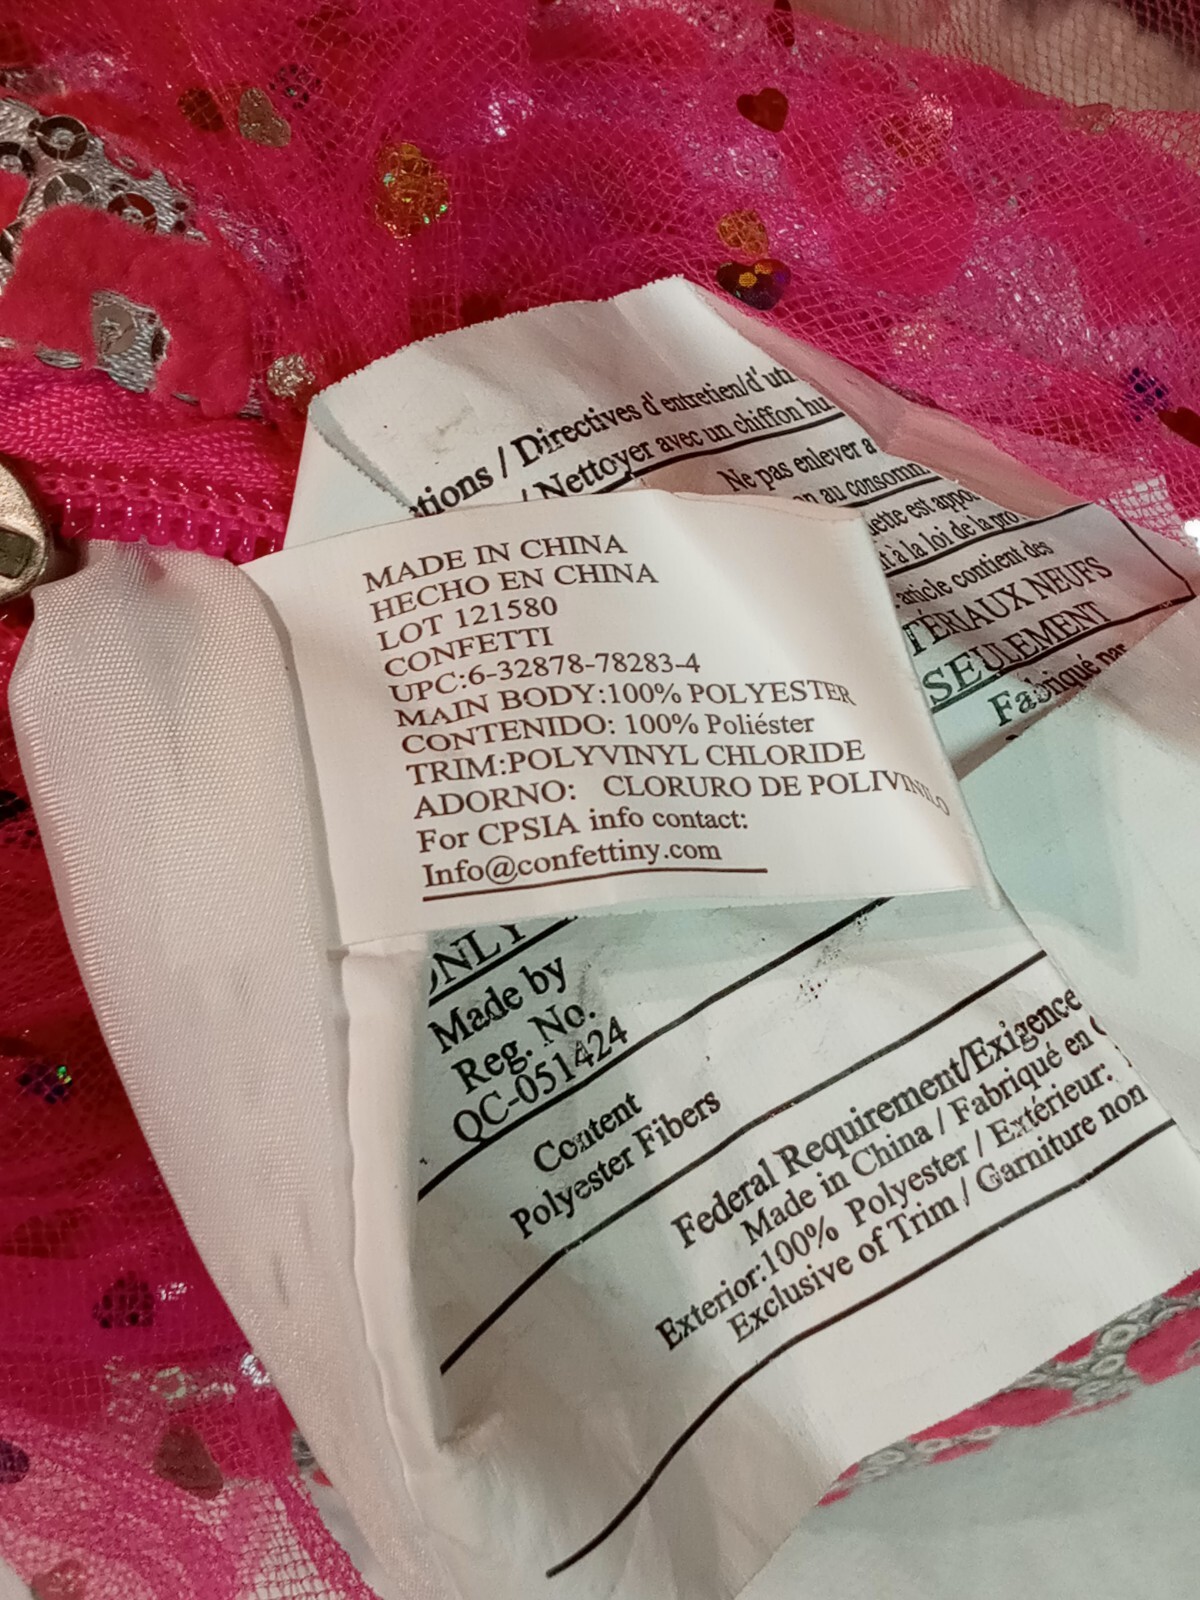 tions / Directives d' entretien/d' uti
/ Nettoyer avec un chiffon hu
Ne pas enlever a
au consomm
uette est appo
t à la loi de la pro
article contient des
TÉRIAUX NEUFS
SEULEMENT
Fabriqué par
MADE IN CHINA
HECHO EN CHINA
LOT 121580
CONFETTI
UPC:6-32878-78283-4
MAIN BODY:100% POLYESTER
CONTENIDO: 100% Poliéster
TRIM:POLYVINYL CHLORIDE
ADORNO: CLORURO DE POLIVINILO
For CPSIA info contact:
Info@confettiny.com
ONLY
Made by
Reg. No.
QC-051424
Content
Polyester Fibers
Federal Requirement/Exigence
Made in China / Fabriqué en
Exterior:100% Polyester / Extérieur:
Exclusive of Trim / Garniture non